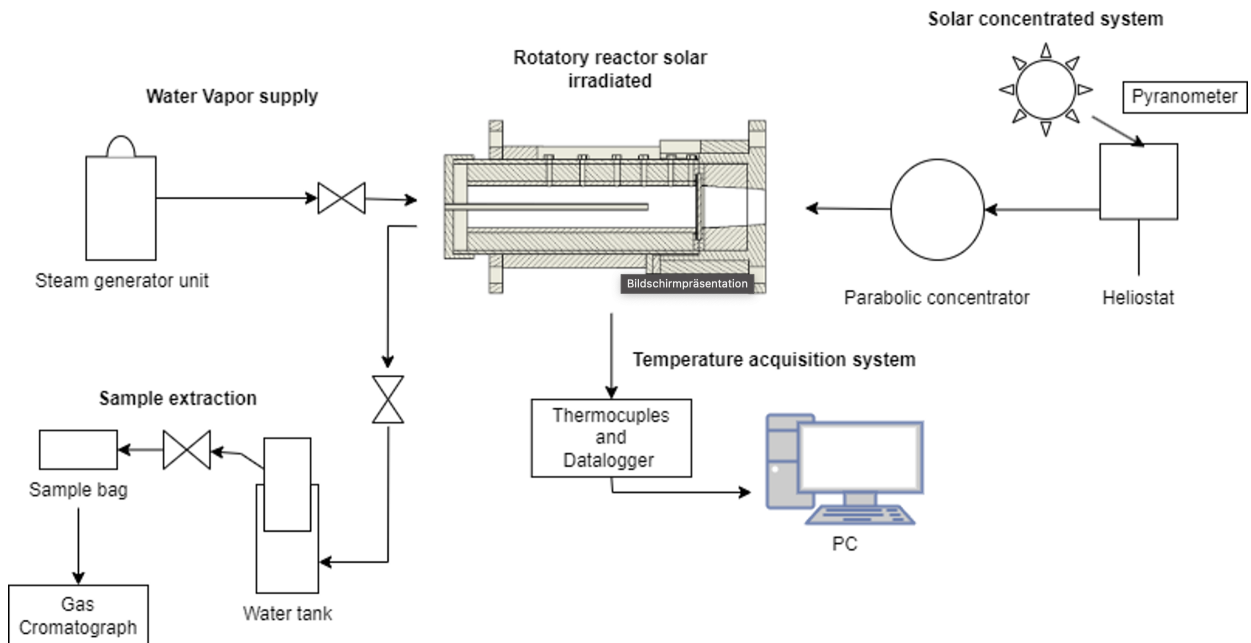 Solar concentrated system
Rotatory reactor solar
irradiated
Water Vapor supply
Pyranometer
Steam generator unit
Bildschirmpräsentation
Parabolic concentrator
Heliostat
Temperature acquisition system
Sample extraction
Thermocuples
and
Datalogger
Sample bag
PC
Water tank
Gas
Cromatograph